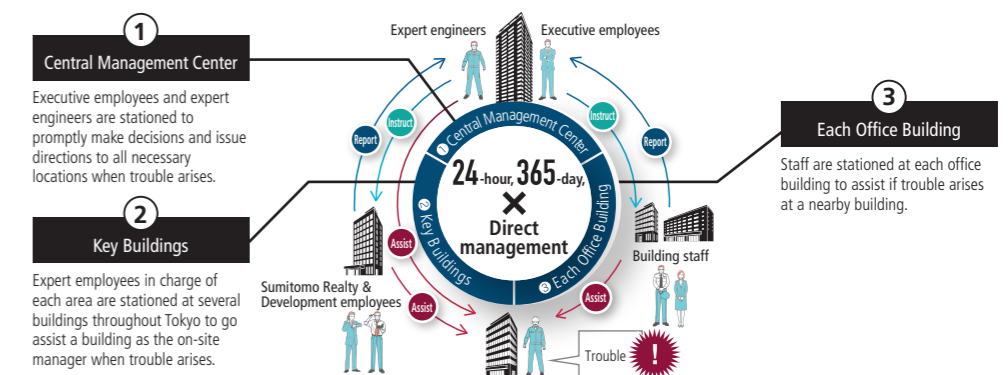 1
Central Management Center
Executive employees and expert
engineers are stationed to
promptly make decisions and issue
directions to all necessary
locations when trouble arises.
2
Key Buildings
Expert employees in charge of
each area are stationed at several
buildings throughout Tokyo to go
assist a building as the on-site
manager when trouble arises.
Expert engineers
Executive employees
Instruct
Instruct
Report
Report
1 Central Management Center
2 Key Buildings
3 Each Office Building
24-hour, 365-day,
×
Direct
management
Assist
Assist
Assist
Sumitomo Realty &
Development employees
Building staff
Trouble
!
3
Each Office Building
Staff are stationed at each office
building to assist if trouble arises
at a nearby building.